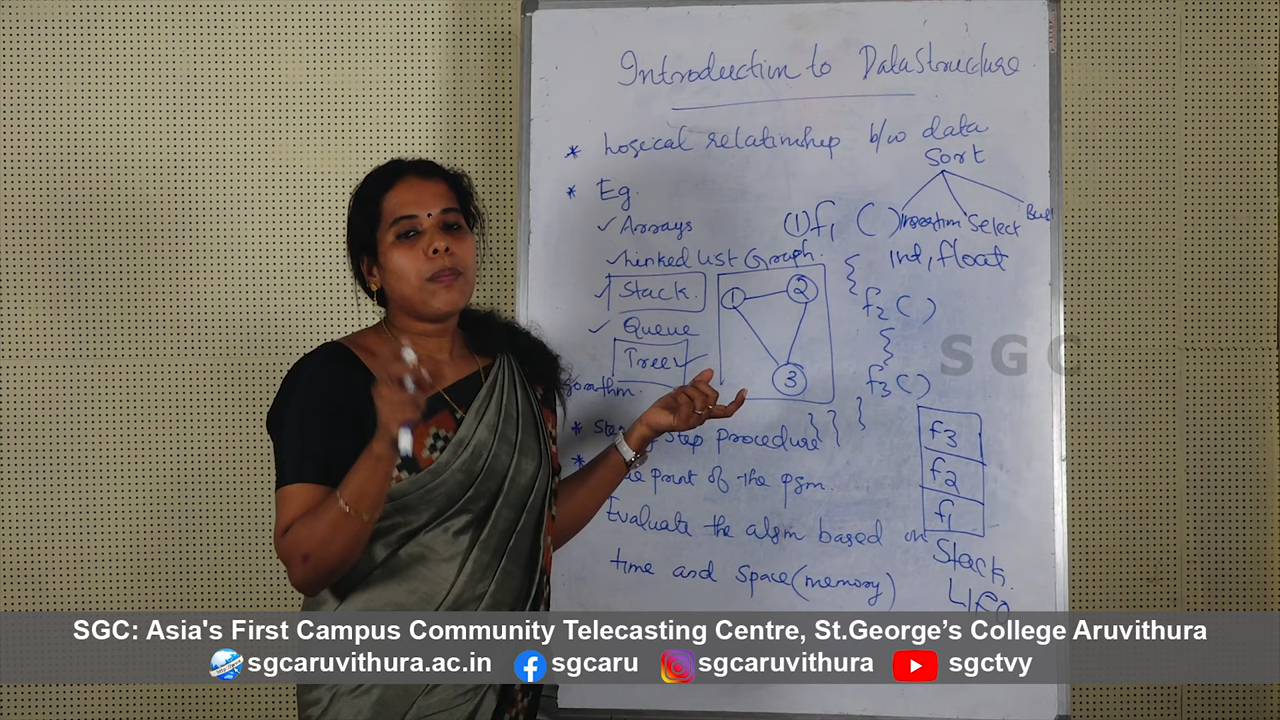 Introduction to DataStructure
* Logical relationship b/w data
Sort
* Eg.
✓ Arrays
(1) f1 ( )
Insertion Select
✓ Linked List Graph.
{ int, float
✓ Stack.
1 2
f2 ( )
✓ Queue
{
SGC
Tree ✓
3
f3 ( )
gorithm.
} } }
* Step procedure
f3
print of the pgm.
f2
Evaluate the algm based on
f1
time and space (memory)
Stack.
LIFO
SGC: Asia's First Campus Community Telecasting Centre, St.George’s College Aruvithura
sgcaruvithura.ac.in sgcaru sgcaruvithura sgctvy